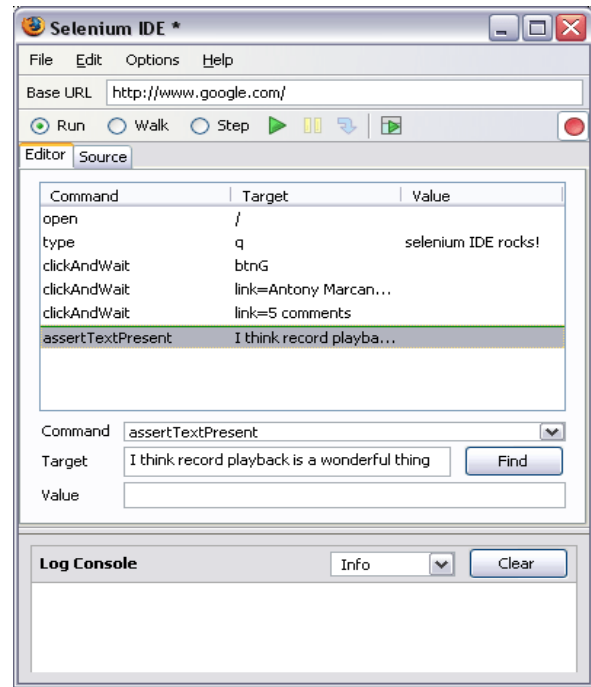 Selenium IDE *
File Edit Options Help
Base URL http://www.google.com/
Run Walk Step
Editor Source
Command Target Value
open /
type q selenium IDE rocks!
clickAndWait btnG
clickAndWait link=Antony Marcan...
clickAndWait link=5 comments
assertTextPresent I think record playba...
Command assertTextPresent
Target I think record playback is a wonderful thing Find
Value
Log Console Info Clear